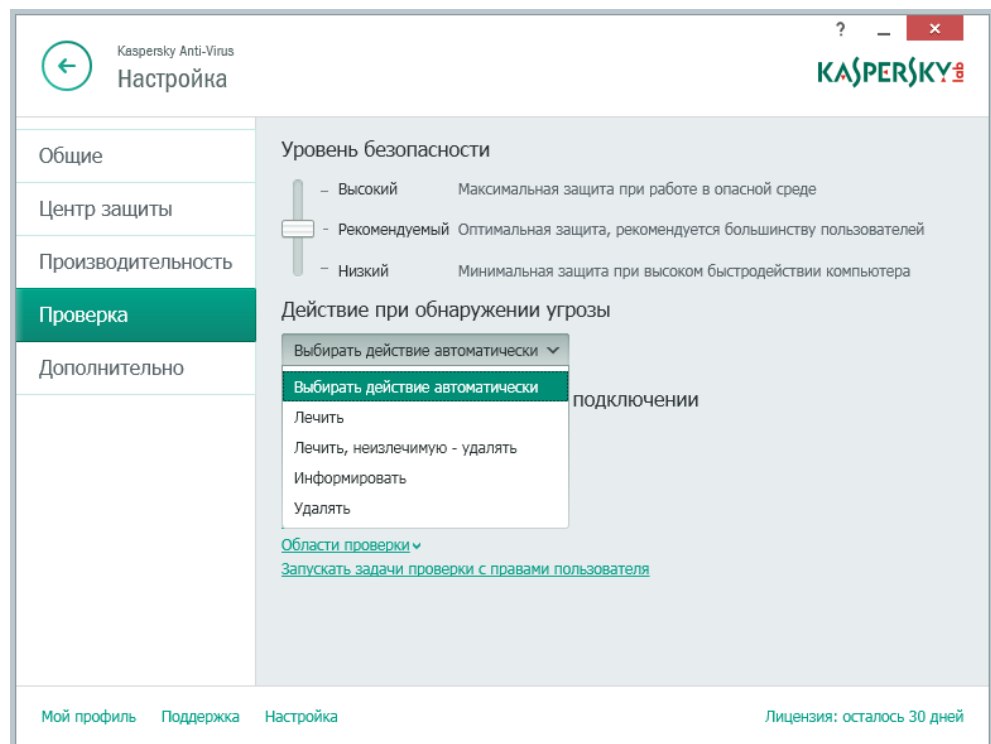 ?
Kaspersky Anti-Virus
Настройка
KASPERSKY lab
Общие
Центр защиты
Производительность
Проверка
Дополнительно
Уровень безопасности
– Высокий Максимальная защита при работе в опасной среде
– Рекомендуемый Оптимальная защита, рекомендуется большинству пользователей
– Низкий Минимальная защита при высоком быстродействии компьютера
Действие при обнаружении угрозы
Выбирать действие автоматически
Выбирать действие автоматически
подключении
Лечить
Лечить, неизлечимую - удалять
Информировать
Удалять
Области проверки
Запускать задачи проверки с правами пользователя
Мой профиль Поддержка Настройка Лицензия: осталось 30 дней